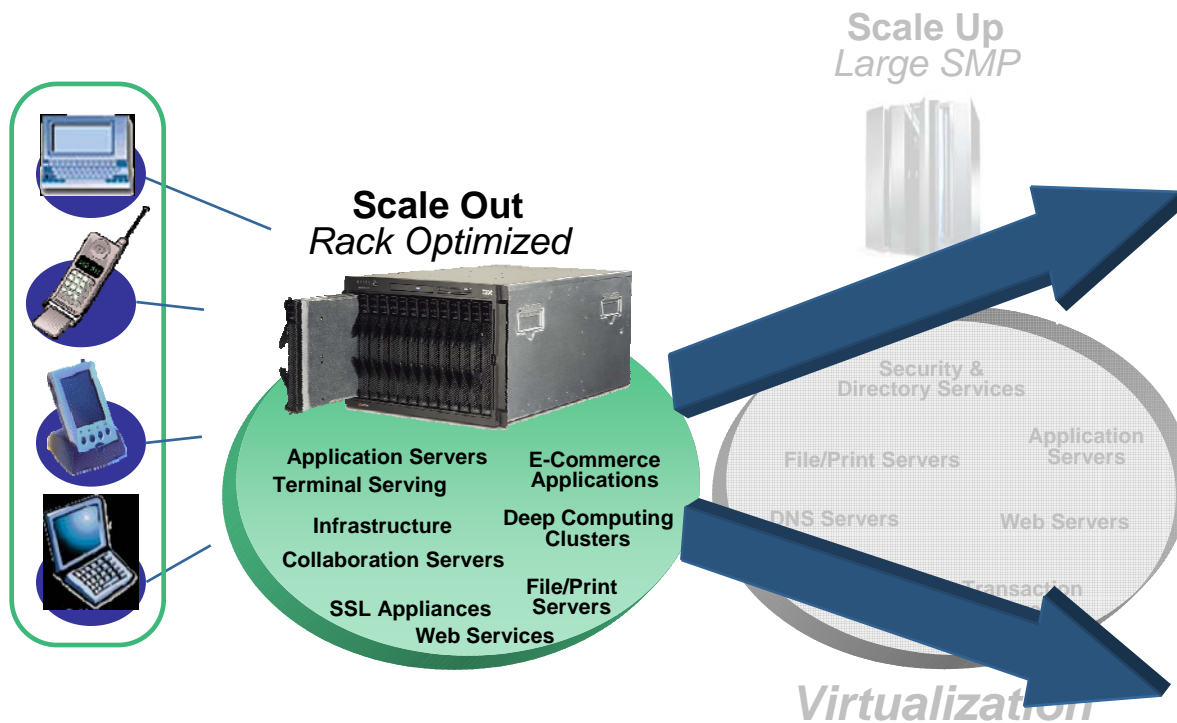 Scale Up
Large SMP
Scale Out
Rack Optimized
Application Servers
Terminal Serving
E-Commerce
Applications
Infrastructure
Deep Computing
Clusters
Collaboration Servers
File/Print
Servers
SSL Appliances
Web Services
Security &
Directory Services
Application
Servers
File/Print Servers
DNS Servers
Web Servers
Transaction
Virtualization